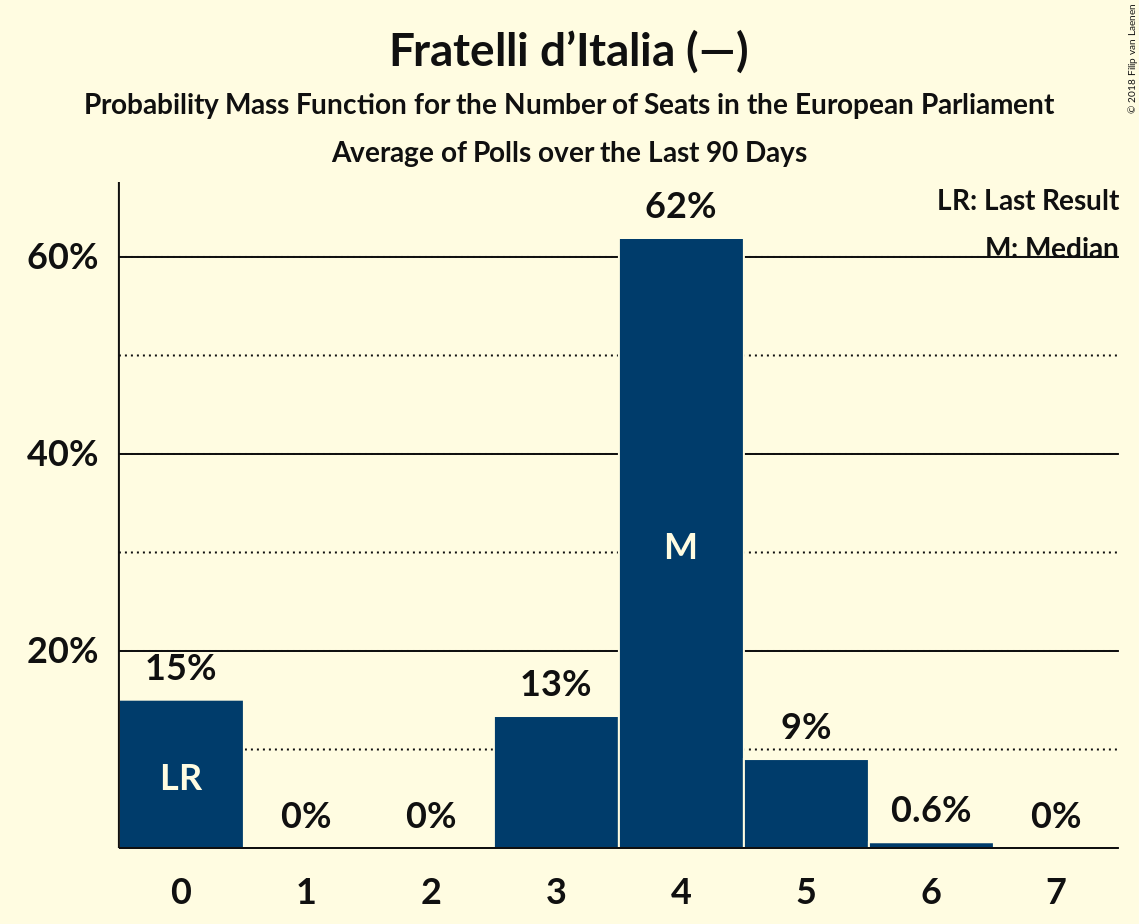 Fratelli d’Italia (—)
Probability Mass Function for the Number of Seats in the European Parliament
Average of Polls over the Last 90 Days
© 2018 Filip van Laenen
LR: Last Result
M: Median
62%
60%
40%
M
20%
15%
13%
9%
LR
0%
0%
0.6%
0%
0 1 2 3 4 5 6 7